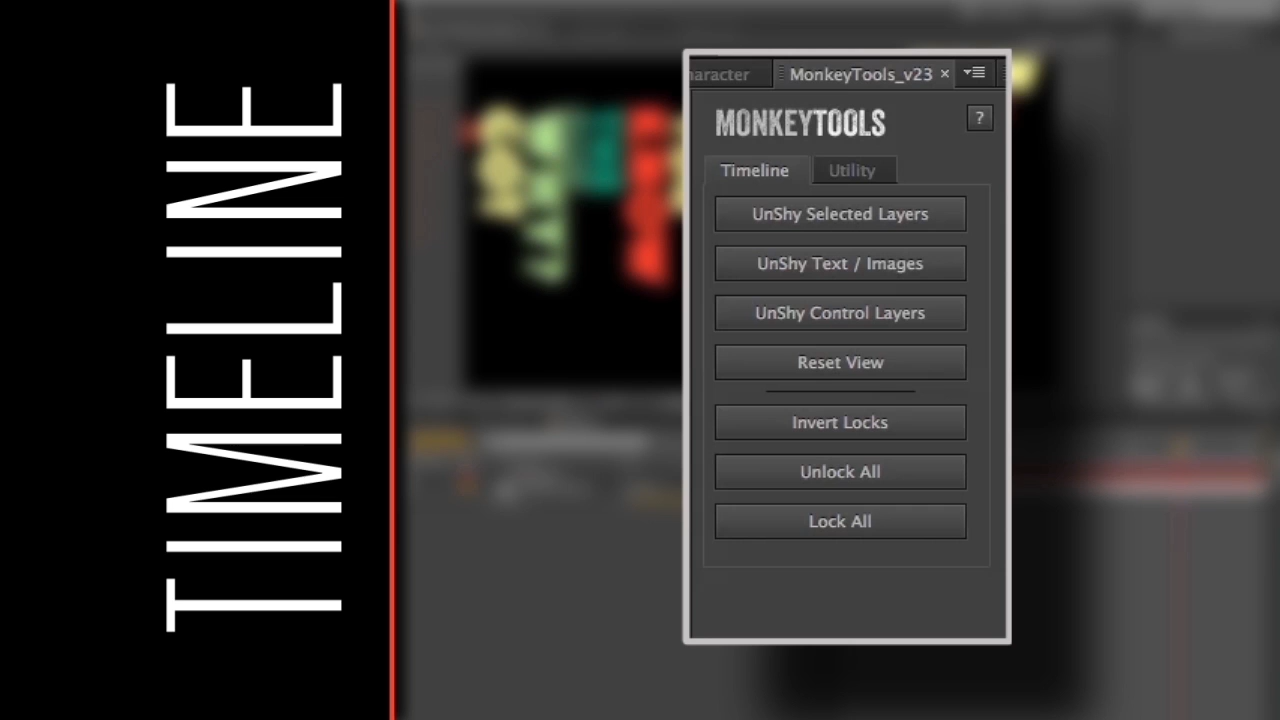 TIMELINE
haracter
MonkeyTools_v23 ×
MONKEYTOOLS
?
Timeline
Utility
UnShy Selected Layers
UnShy Text / Images
UnShy Control Layers
Reset View
Invert Locks
Unlock All
Lock All